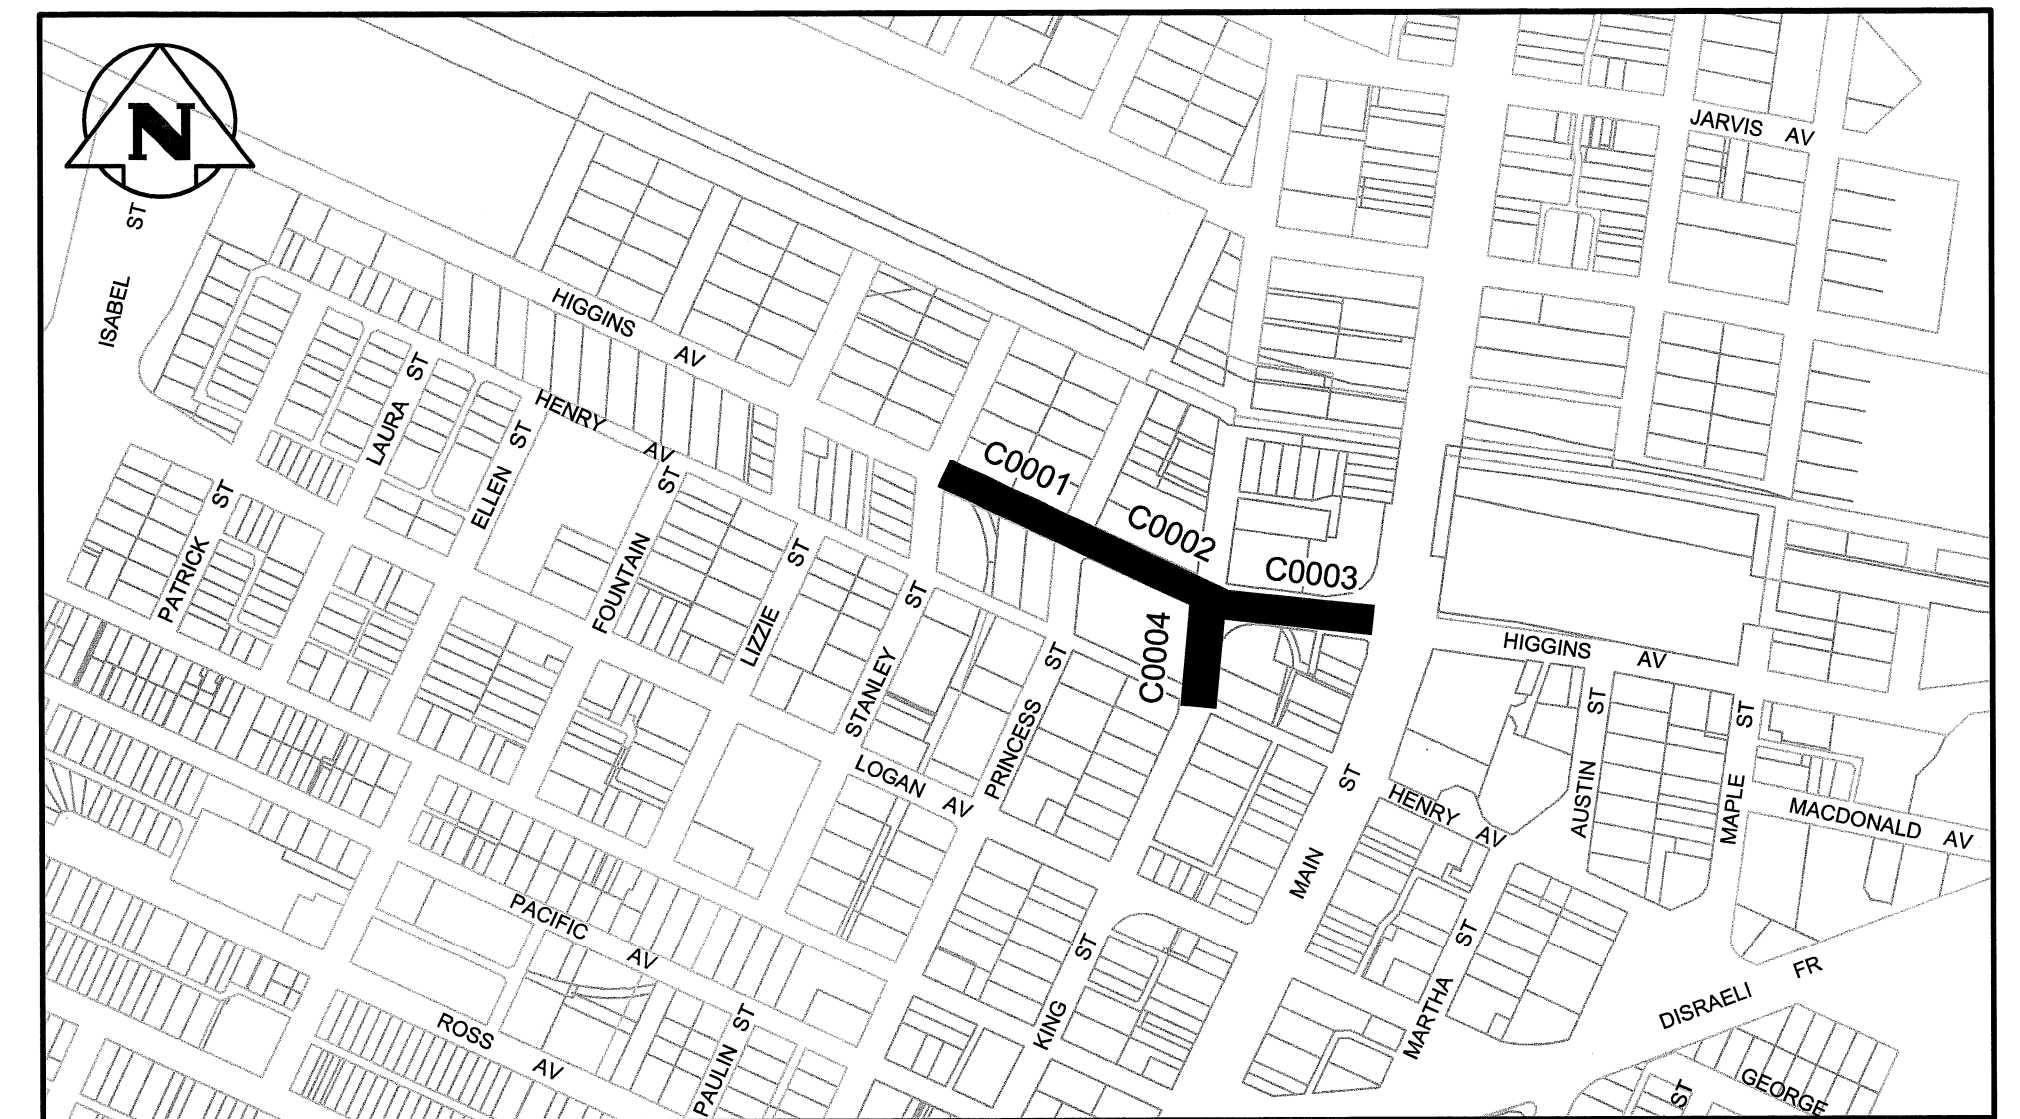 N
JARVIS AV
ISABEL ST
HIGGINS AV
LAURA ST
HENRY AV
ELLEN ST
C0001
C0002
C0003
C0004
PATRICK ST
FOUNTAIN ST
LIZZIE ST
STANLEY ST
PRINCESS ST
HIGGINS AV
AUSTIN ST
MAPLE ST
LOGAN AV
MAIN ST
HENRY AV
MACDONALD AV
PACIFIC AV
KING ST
MARTHA ST
DISRAELI FR
ROSS AV
PAULIN ST
GEORGE
ST